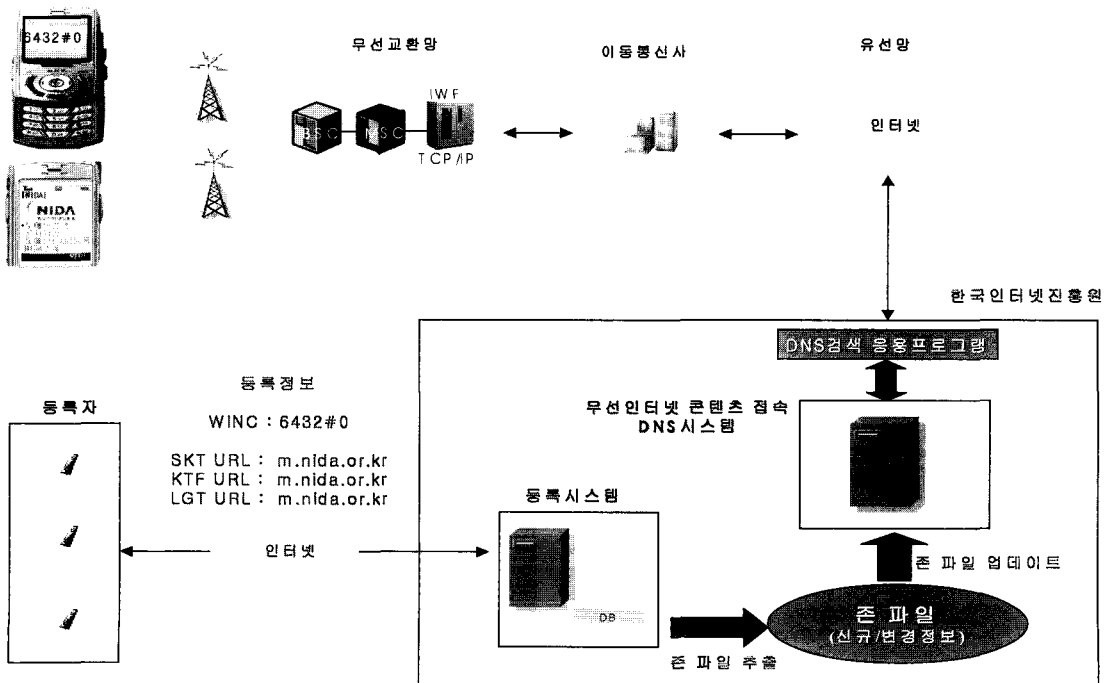 6432#0
무선교환망
이동통신사
유선망
IWF
BSC
MSC
TCP/IP
인터넷
NIDA
한국인터넷진흥원
DNS검색 응용프로그램
등록정보
등록자
WINC : 6432#0
무선인터넷 콘텐츠 접속
DNS시스템
SKT URL : m.nida.or.kr
KTF URL : m.nida.or.kr
LGT URL : m.nida.or.kr
등록시스템
인터넷
존 파일 업데이트
DB
존 파일
(신규/변경정보)
존 파일 추출